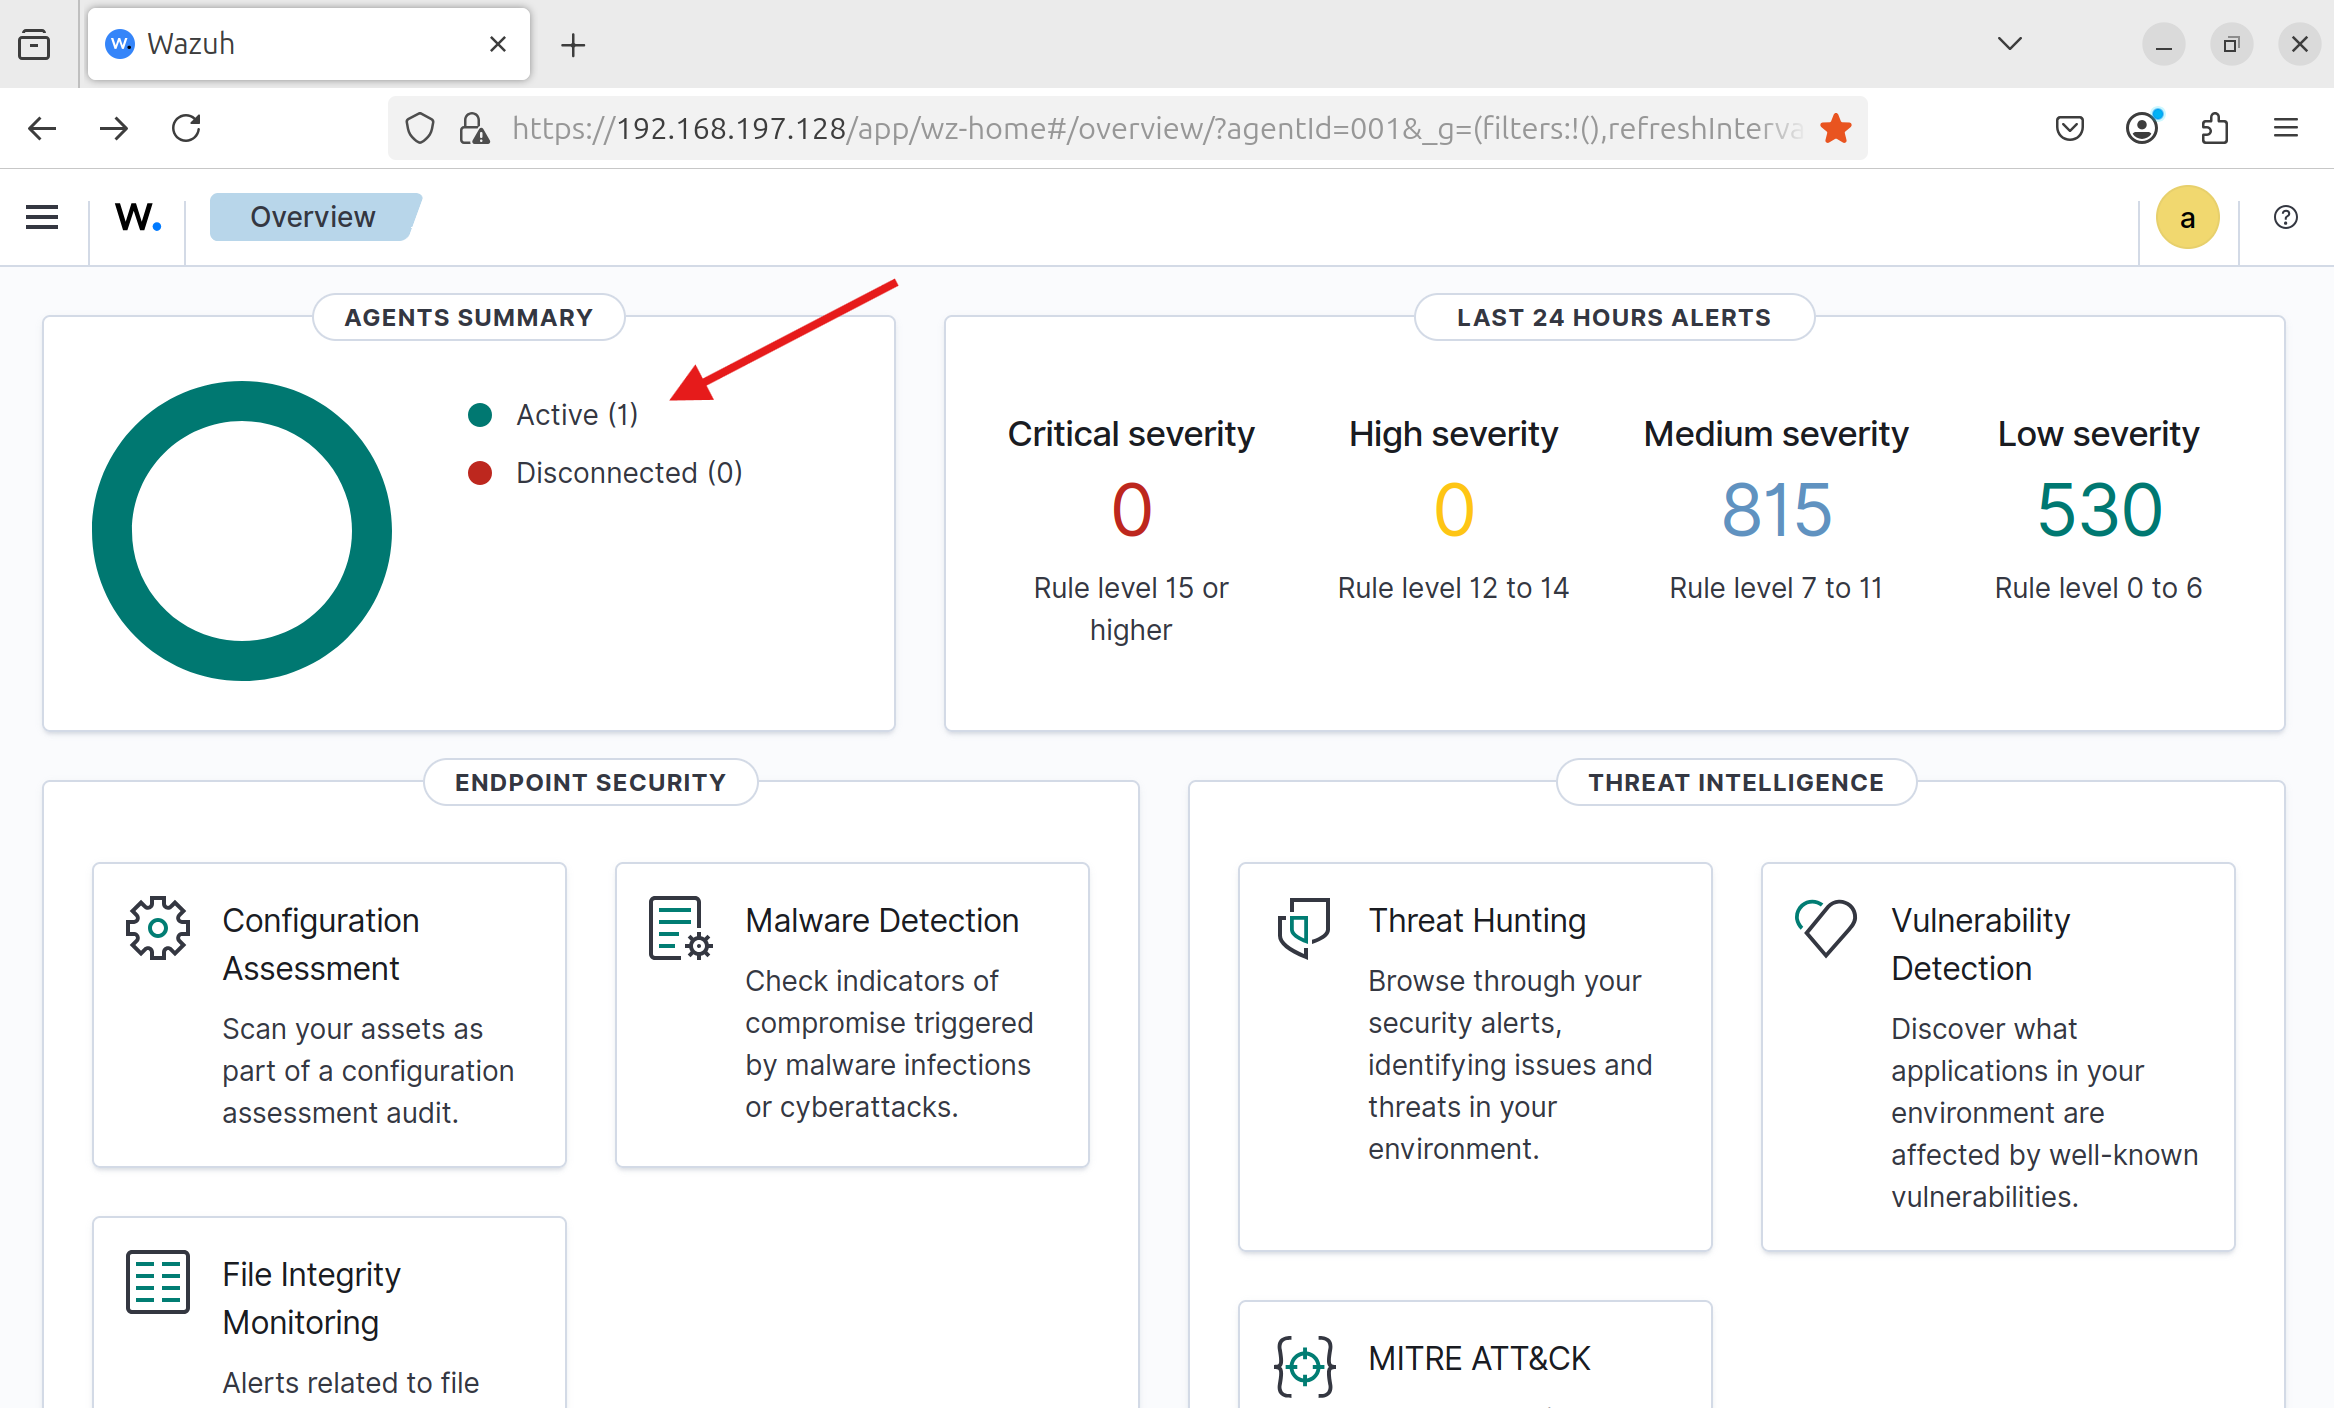 W. Wazuh
https://192.168.197.128/app/wz-home#/overview/?agentId=001&_g=(filters:!(),refreshInterva
W. Overview a
AGENTS SUMMARY
Active (1)
Disconnected (0)
LAST 24 HOURS ALERTS
Critical severity
0
Rule level 15 or
higher
High severity
0
Rule level 12 to 14
Medium severity
815
Rule level 7 to 11
Low severity
530
Rule level 0 to 6
ENDPOINT SECURITY
Configuration
Assessment
Scan your assets as
part of a configuration
assessment audit.
Malware Detection
Check indicators of
compromise triggered
by malware infections
or cyberattacks.
File Integrity
Monitoring
Alerts related to file
THREAT INTELLIGENCE
Threat Hunting
Browse through your
security alerts,
identifying issues and
threats in your
environment.
Vulnerability
Detection
Discover what
applications in your
environment are
affected by well-known
vulnerabilities.
MITRE ATT&CK